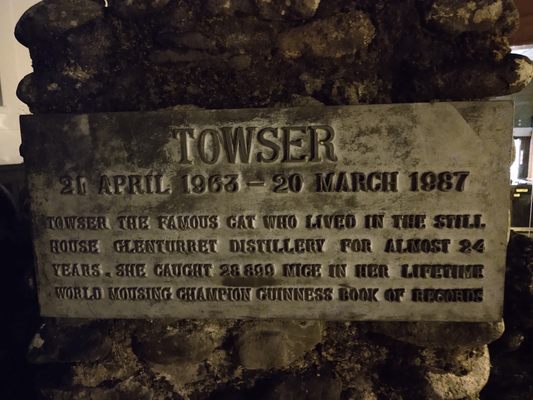 TOWSER
21 APRIL 1963 – 20 MARCH 1987
TOWSER THE FAMOUS CAT WHO LIVED IN THE STILL
HOUSE GLENTURRET DISTILLERY FOR ALMOST 24
YEARS. SHE CAUGHT 28 899 MICE IN HER LIFETIME
WORLD MOUSING CHAMPION GUINNESS BOOK OF RECORDS